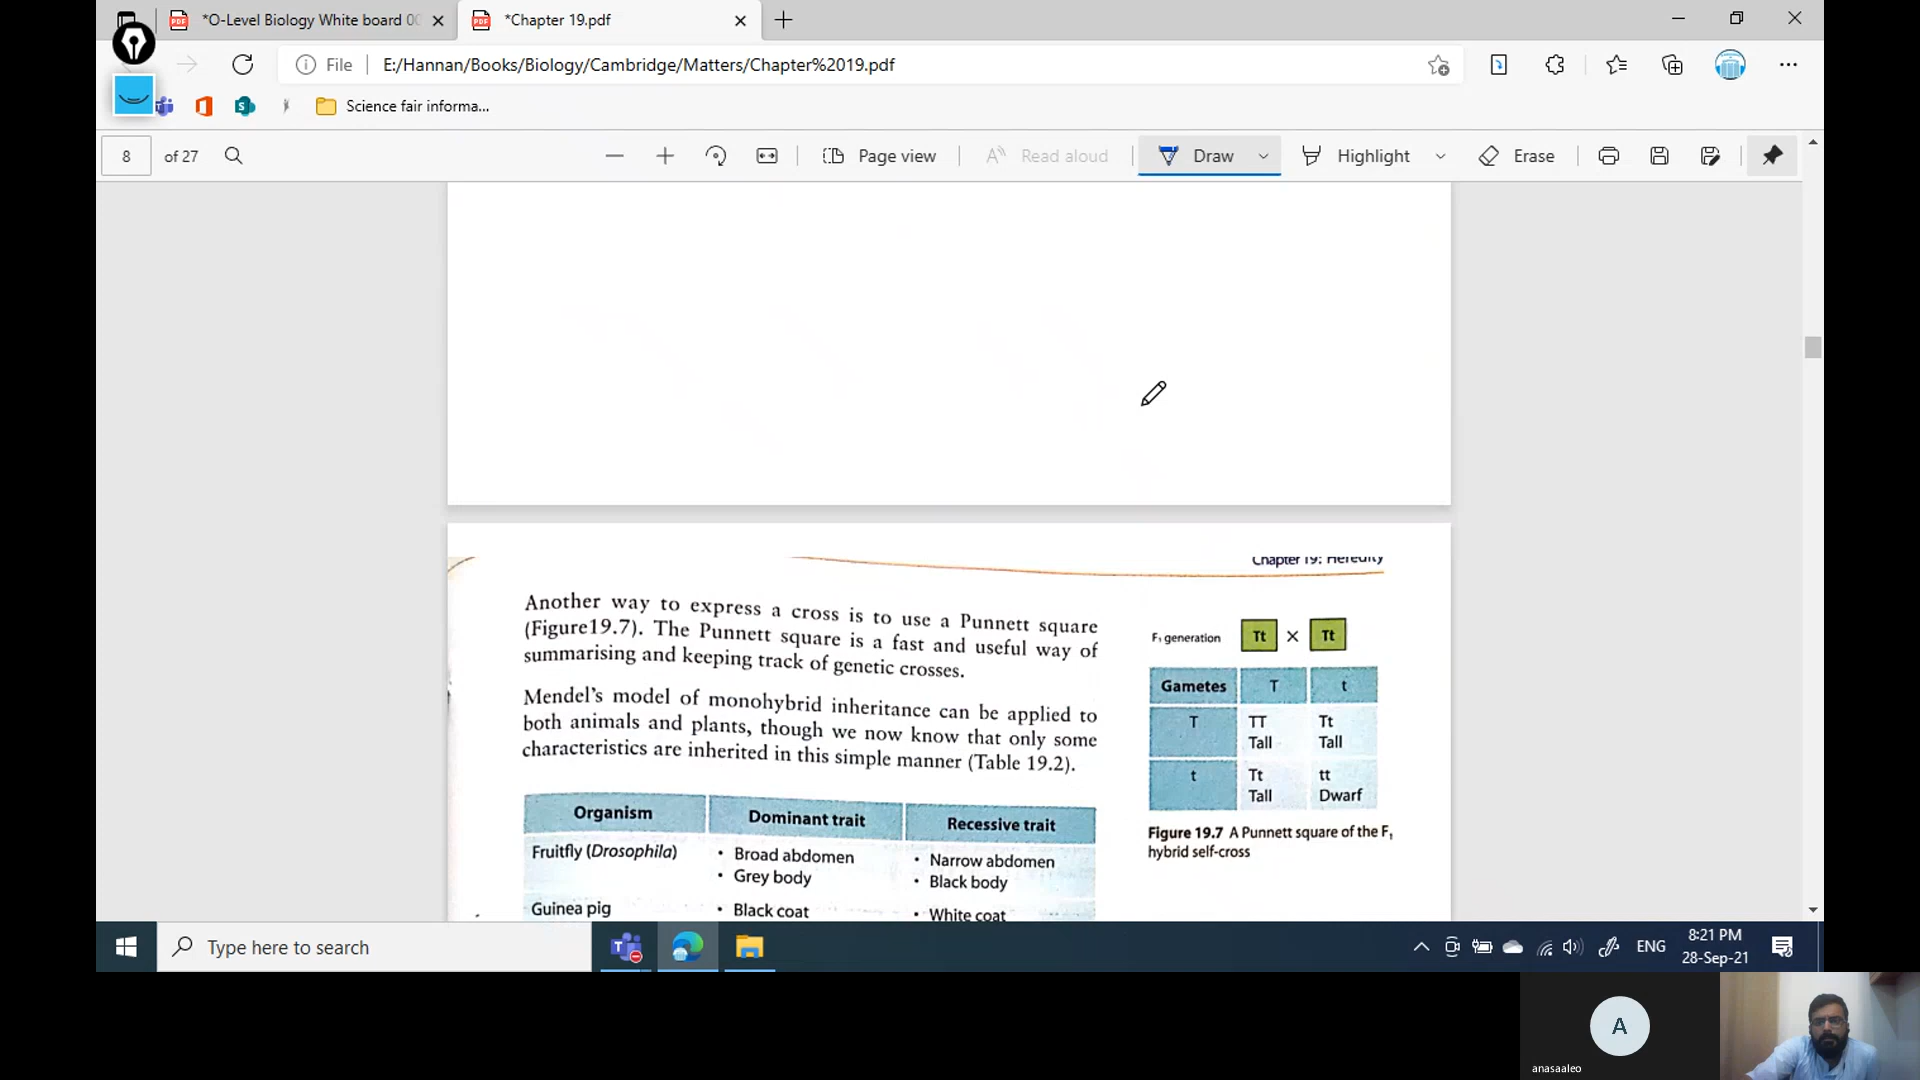 *O-Level Biology White board 00
*Chapter 19.pdf
File
E:/Hannan/Books/Biology/Cambridge/Matters/Chapter%2019.pdf
Science fair informa...
8 of 27
Page view
Read aloud
Draw
Highlight
Erase
Chapter 19: Heredity
Another way to express a cross is to use a Punnett square
(Figure19.7). The Punnett square is a fast and useful way of
summarising and keeping track of genetic crosses.
Mendel's model of monohybrid inheritance can be applied to
both animals and plants, though we now know that only some
characteristics are inherited in this simple manner (Table 19.2).
Organism Dominant trait Recessive trait
Fruitfly (Drosophila) • Broad abdomen • Narrow abdomen
• Grey body • Black body
Guinea pig • Black coat • White coat
F₁ generation Tt × Tt
Gametes T t
T TT Tt
Tall Tall
t Tt tt
Tall Dwarf
Figure 19.7 A Punnett square of the F₁
hybrid self-cross
Type here to search
ENG
8:21 PM
28-Sep-21
A
anasaaleo